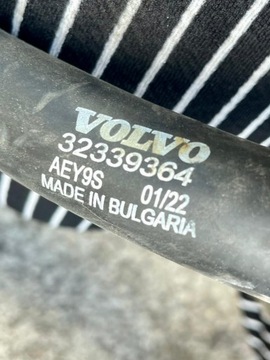 VOLVO
32339364
AEY9S 01/22
MADE IN BULGARIA